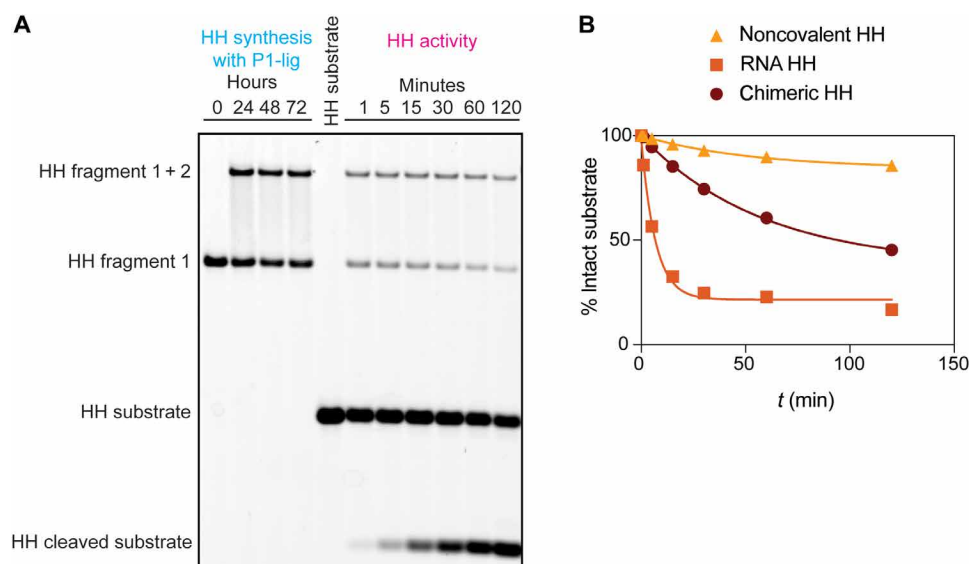 A
HH synthesis
with P1-lig
Hours
0 24 48 72
HH substrate
HH activity
Minutes
1 5 15 30 60 120
HH fragment 1 + 2
HH fragment 1
HH substrate
HH cleaved substrate
B
Noncovalent HH
RNA HH
Chimeric HH
% Intact substrate
100
50
0
0 50 100 150
t (min)